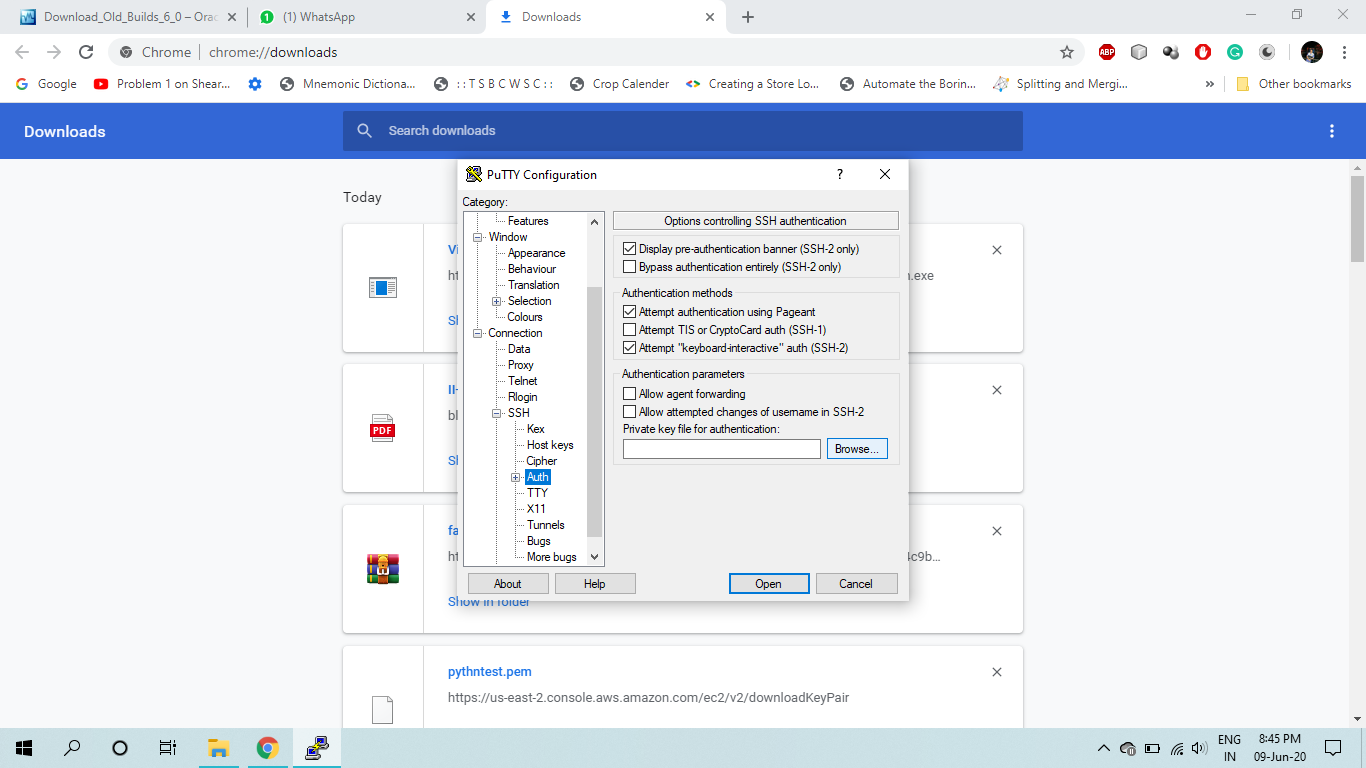 Download_Old_Builds_6_0 – Orac
1
(1) WhatsApp
Downloads
Chrome
chrome://downloads
ABP
Google
Problem 1 on Shear...
Mnemonic Dictiona...
: : T S B C W S C : :
Crop Calender
Creating a Store Lo...
Automate the Borin...
Splitting and Mergi...
»
Other bookmarks
Downloads
Search downloads
PuTTY Configuration
?
Today
Category:
Features
Window
Appearance
Behaviour
Translation
Selection
Colours
Connection
Data
Proxy
Telnet
Rlogin
SSH
Kex
Host keys
Cipher
Auth
TTY
X11
Tunnels
Bugs
More bugs
Options controlling SSH authentication
Display pre-authentication banner (SSH-2 only)
Bypass authentication entirely (SSH-2 only)
Authentication methods
Attempt authentication using Pageant
Attempt TIS or CryptoCard auth (SSH-1)
Attempt "keyboard-interactive" auth (SSH-2)
Authentication parameters
Allow agent forwarding
Allow attempted changes of username in SSH-2
Private key file for authentication:
Browse...
About
Help
Open
Cancel
Vi
ht
.exe
Sh
PDF
ll-
bl
Sh
fa
ht
4c9b...
Show in folder
pythntest.pem
https://us-east-2.console.aws.amazon.com/ec2/v2/downloadKeyPair
ENG
IN
8:45 PM
09-Jun-20